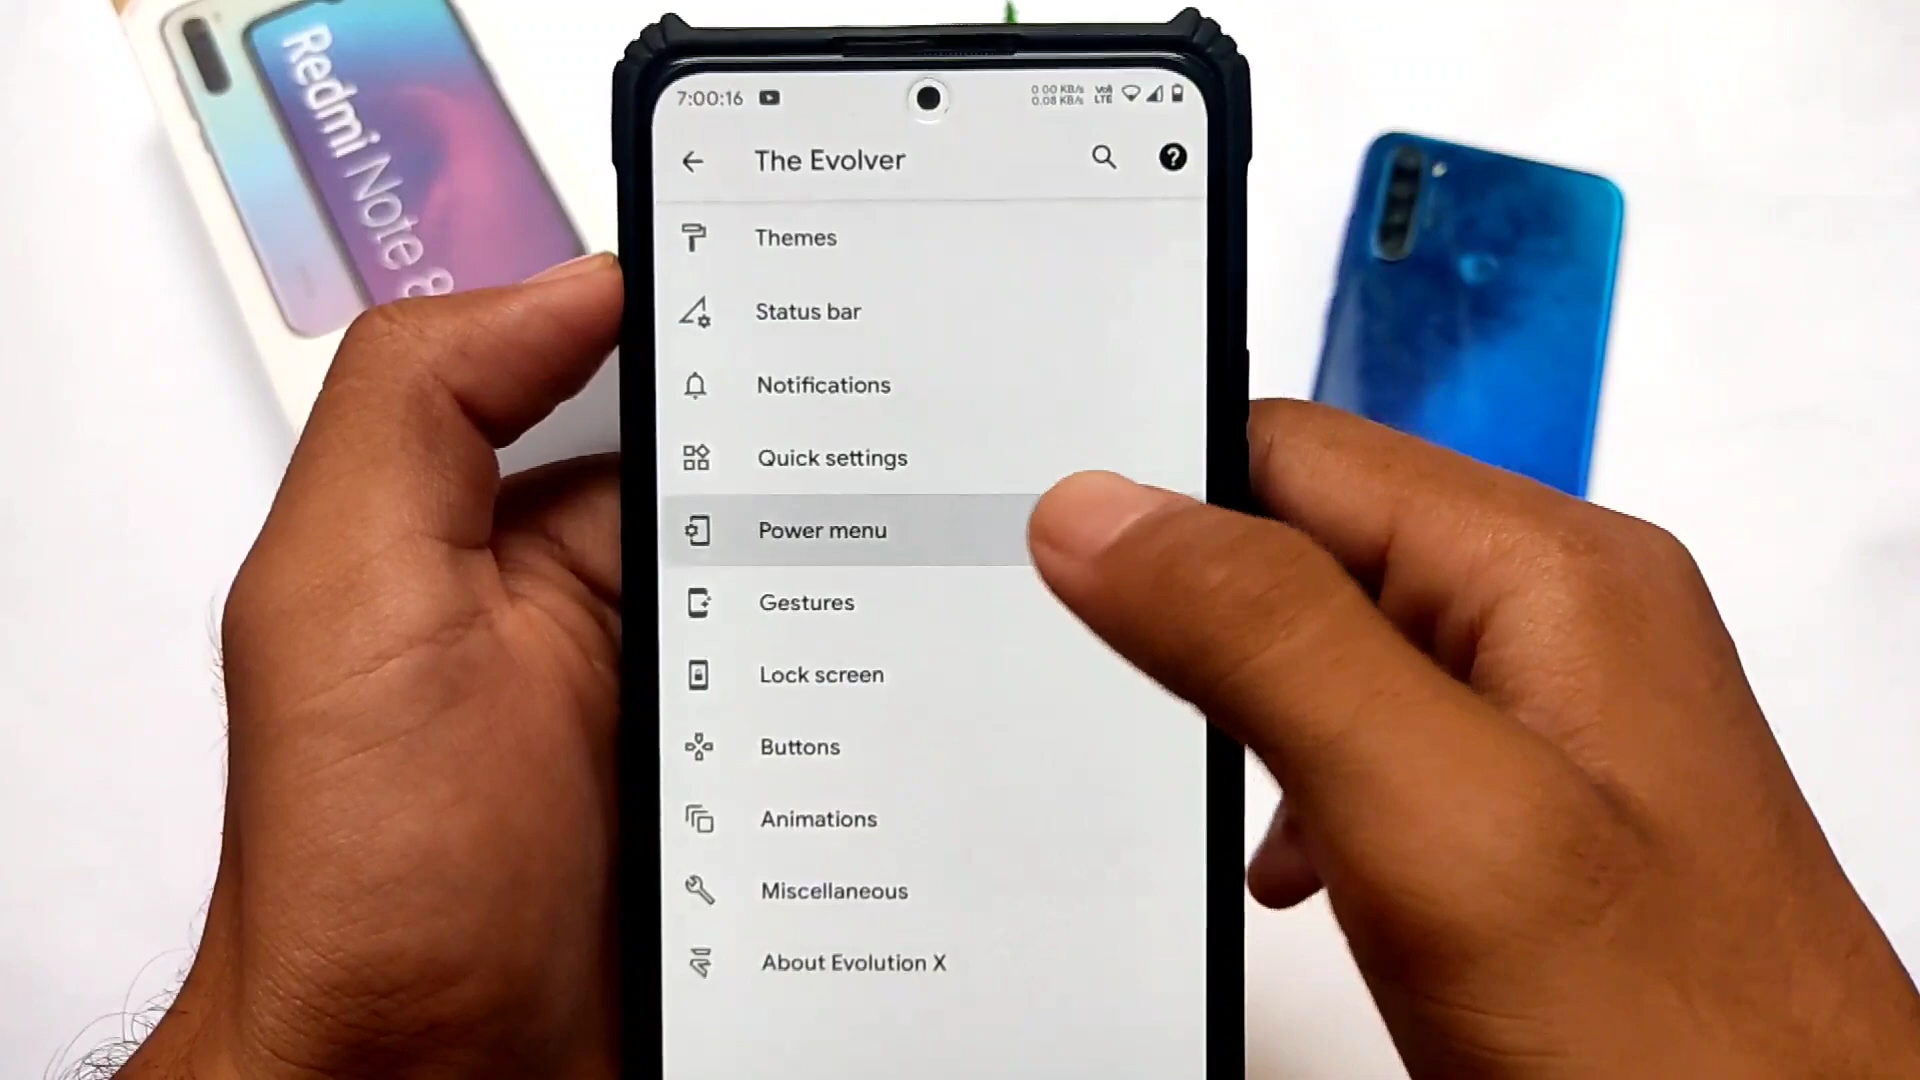 Redmi Note 8
7:00:16
0.00 KB/s
0.08 KB/s
Vo)) LTE
The Evolver
?
Themes
Status bar
Notifications
Quick settings
Power menu
Gestures
Lock screen
Buttons
Animations
Miscellaneous
About Evolution X